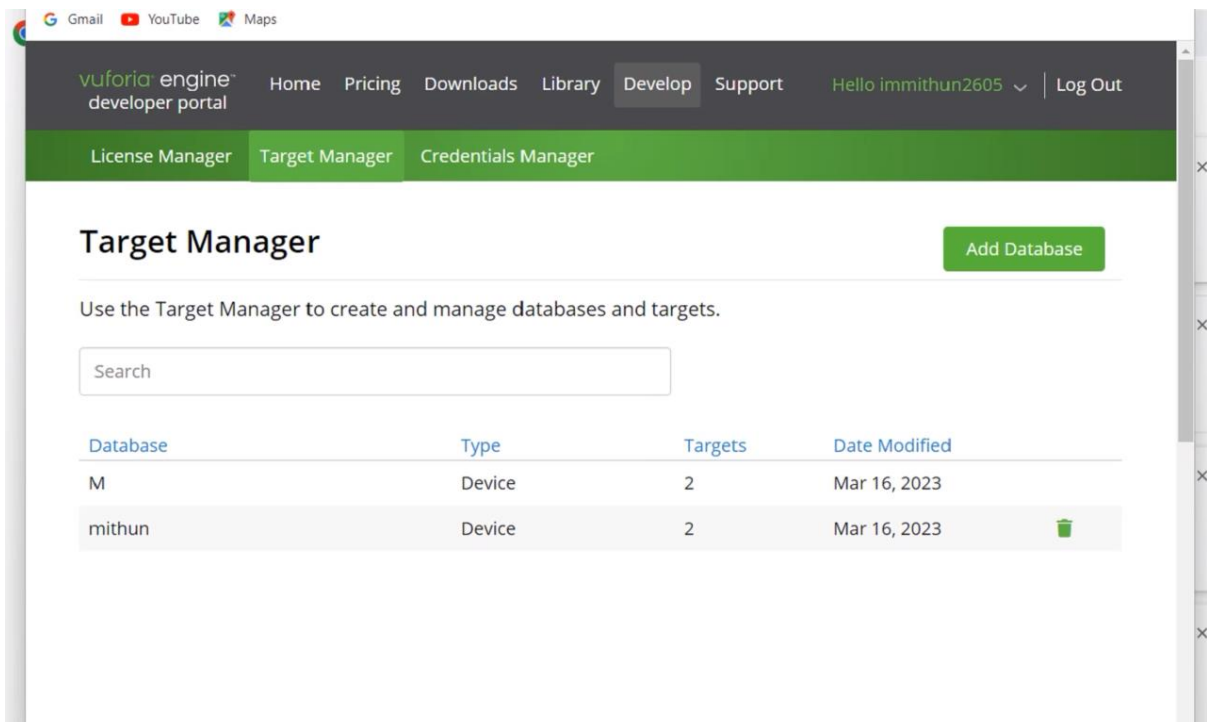 Gmail YouTube Maps
vuforia engine™ Home Pricing Downloads Library Develop Support Hello immithun2605 Log Out
developer portal
License Manager Target Manager Credentials Manager
Target Manager Add Database
Use the Target Manager to create and manage databases and targets.
Search
Database Type Targets Date Modified
M Device 2 Mar 16, 2023
mithun Device 2 Mar 16, 2023